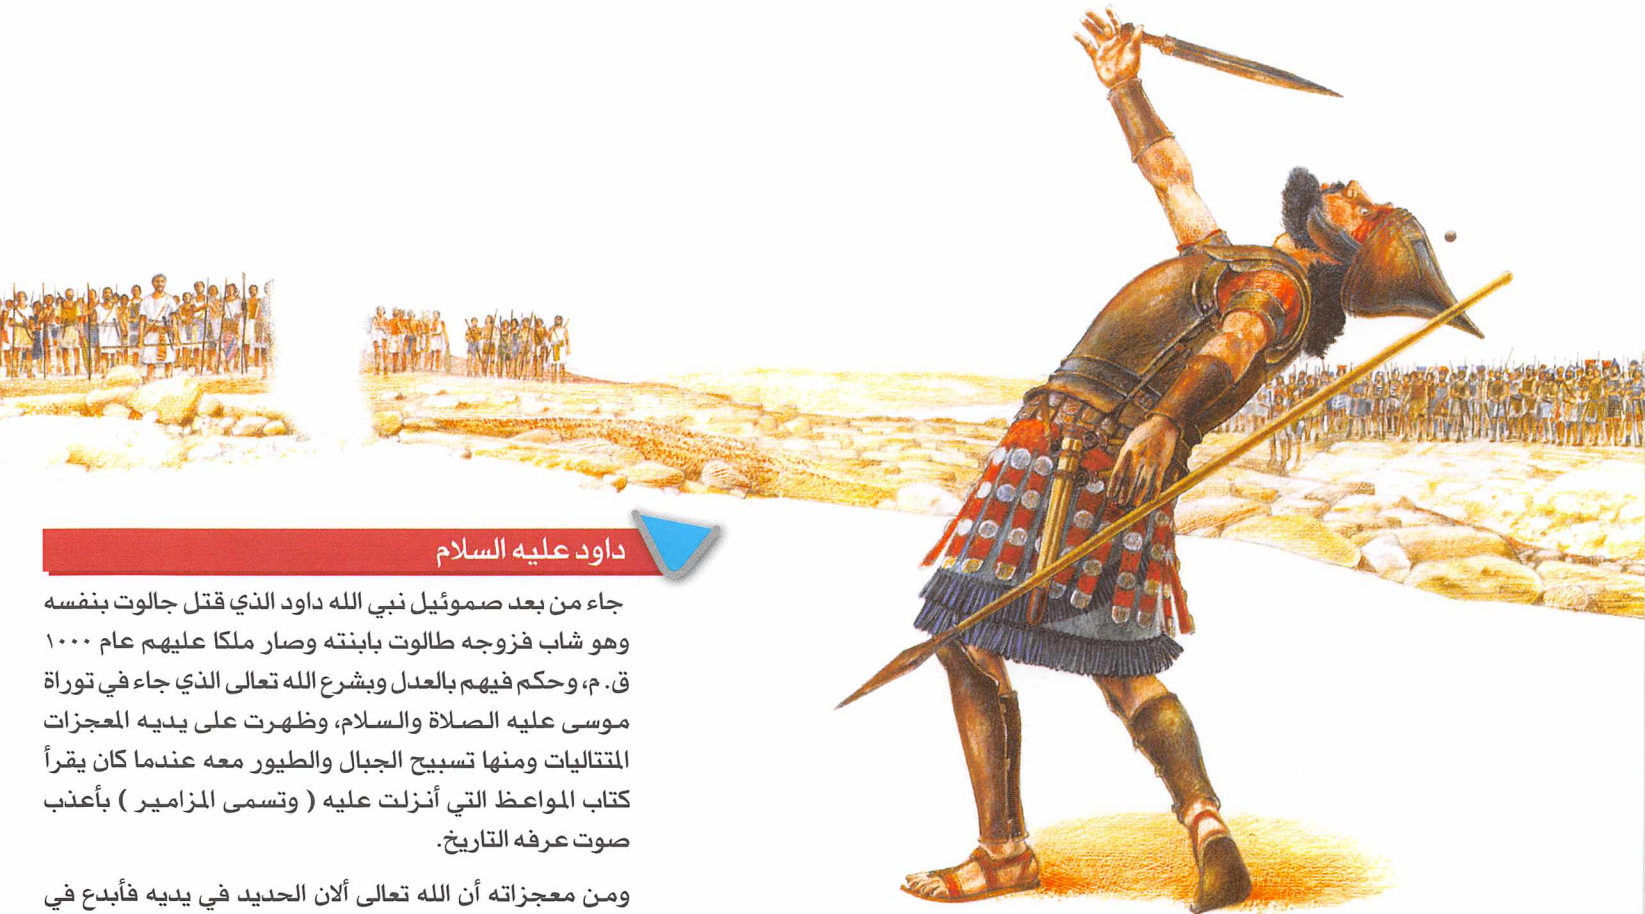 داود عليه السلام
جاء من بعد صموئيل نبي الله داود الذي قتل جالوت بنفسه
وهو شاب فزوجه طالوت بابنته وصار ملكا عليهم عام ١٠٠٠
ق. م، وحكم فيهم بالعدل وبشرع الله تعالى الذي جاء في توراة
موسى عليه الصلاة والسلام، وظهرت على يديه المعجزات
المتتاليات ومنها تسبيح الجبال والطيور معه عندما كان يقرأ
كتاب المواعظ التي أنزلت عليه ( وتسمى المزامير ) بأعذب
صوت عرفه التاريخ.
ومن معجزاته أن الله تعالى ألان الحديد في يديه فأبدع في